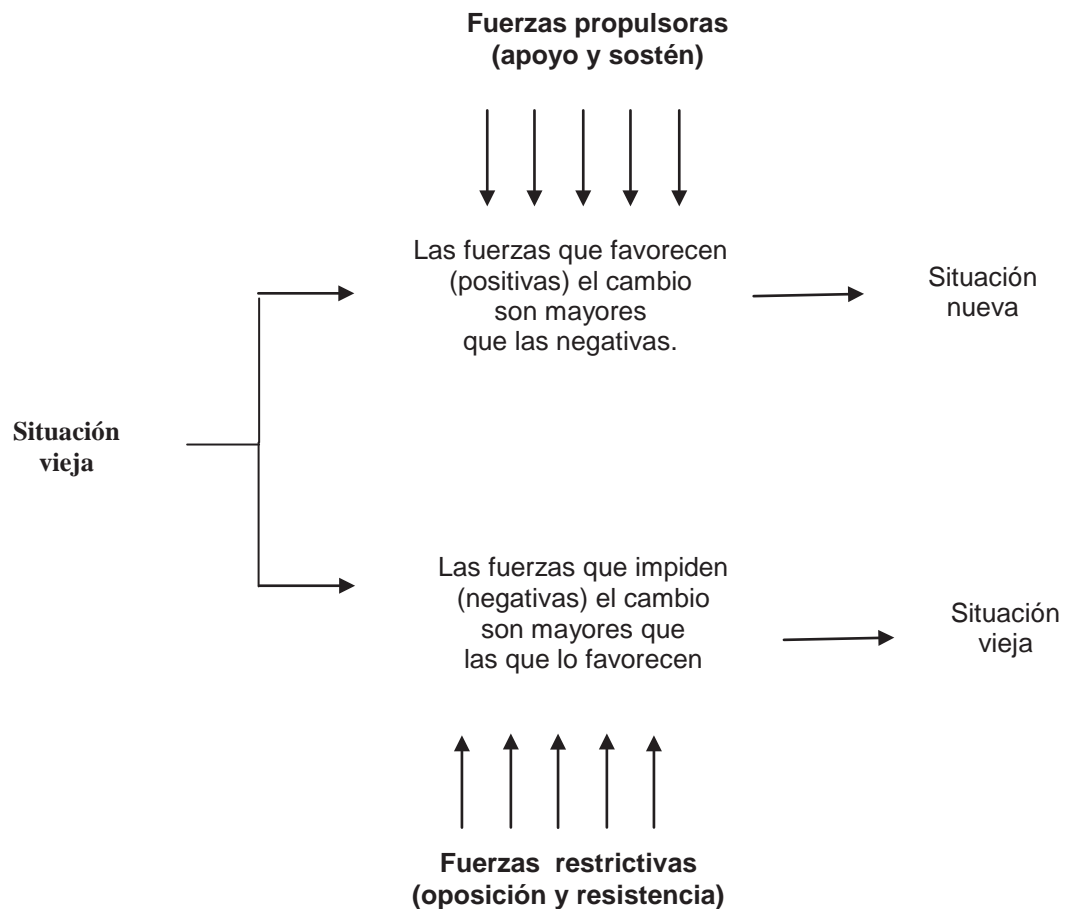 Fuerzas propulsoras
(apoyo y sostén)
Las fuerzas que favorecen
(positivas) el cambio
son mayores
que las negativas.
Situación
nueva
Situación
vieja
Las fuerzas que impiden
(negativas) el cambio
son mayores que
las que lo favorecen
Situación
vieja
Fuerzas restrictivas
(oposición y resistencia)